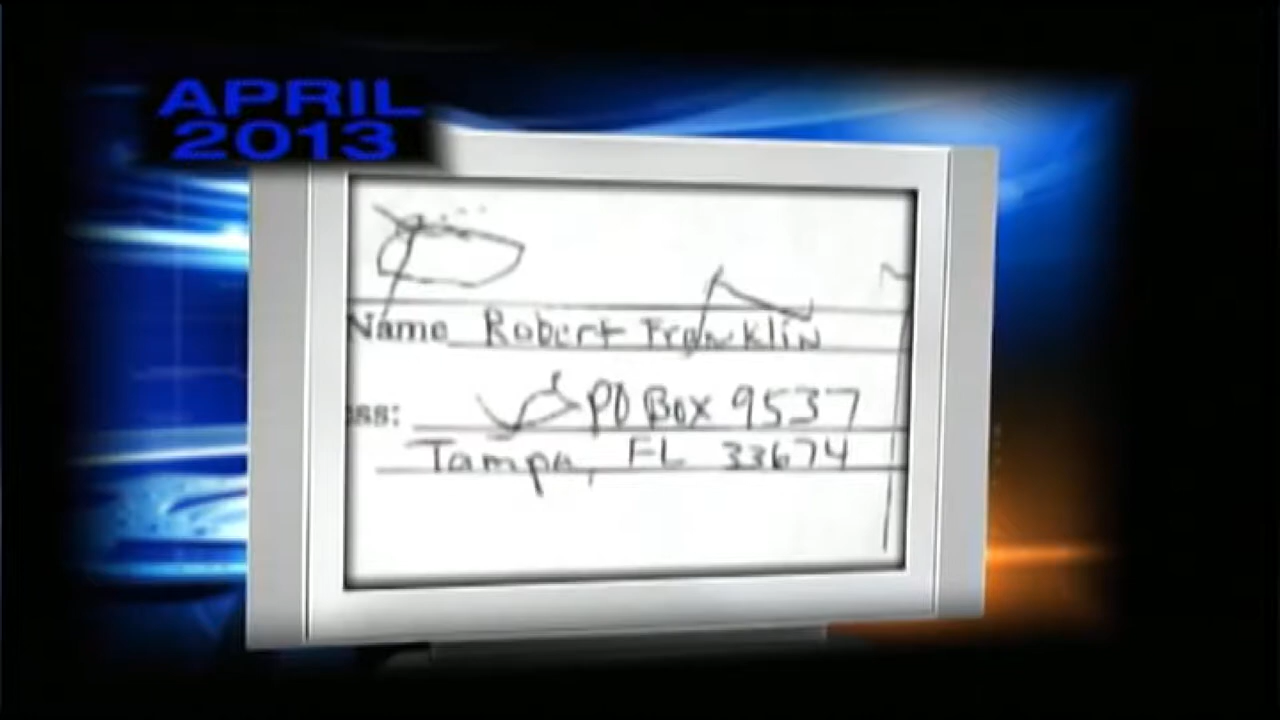 APRIL
2013
Name Robert Franklin
ss: PO Box 9537
Tampa, FL 33674